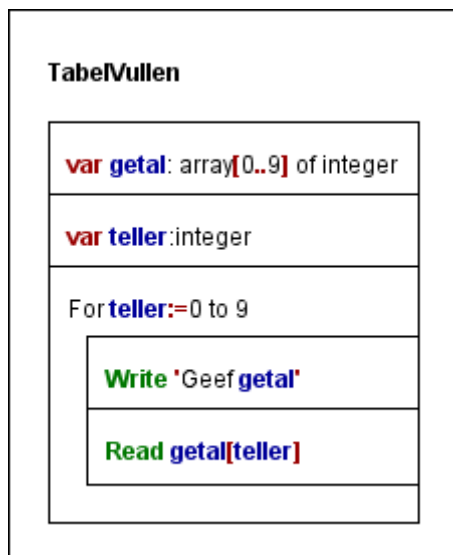 TabelVullen
var getal: array[0..9] of integer
var teller:integer
For teller:=0 to 9
Write 'Geef getal'
Read getal[teller]